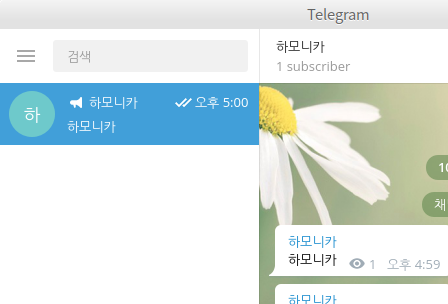 Telegram
검색
하모니카
1 subscriber
하
하모니카 오후 5:00
하모니카
10
채
하모니카
하모니카 1 오후 4:59
하모니카